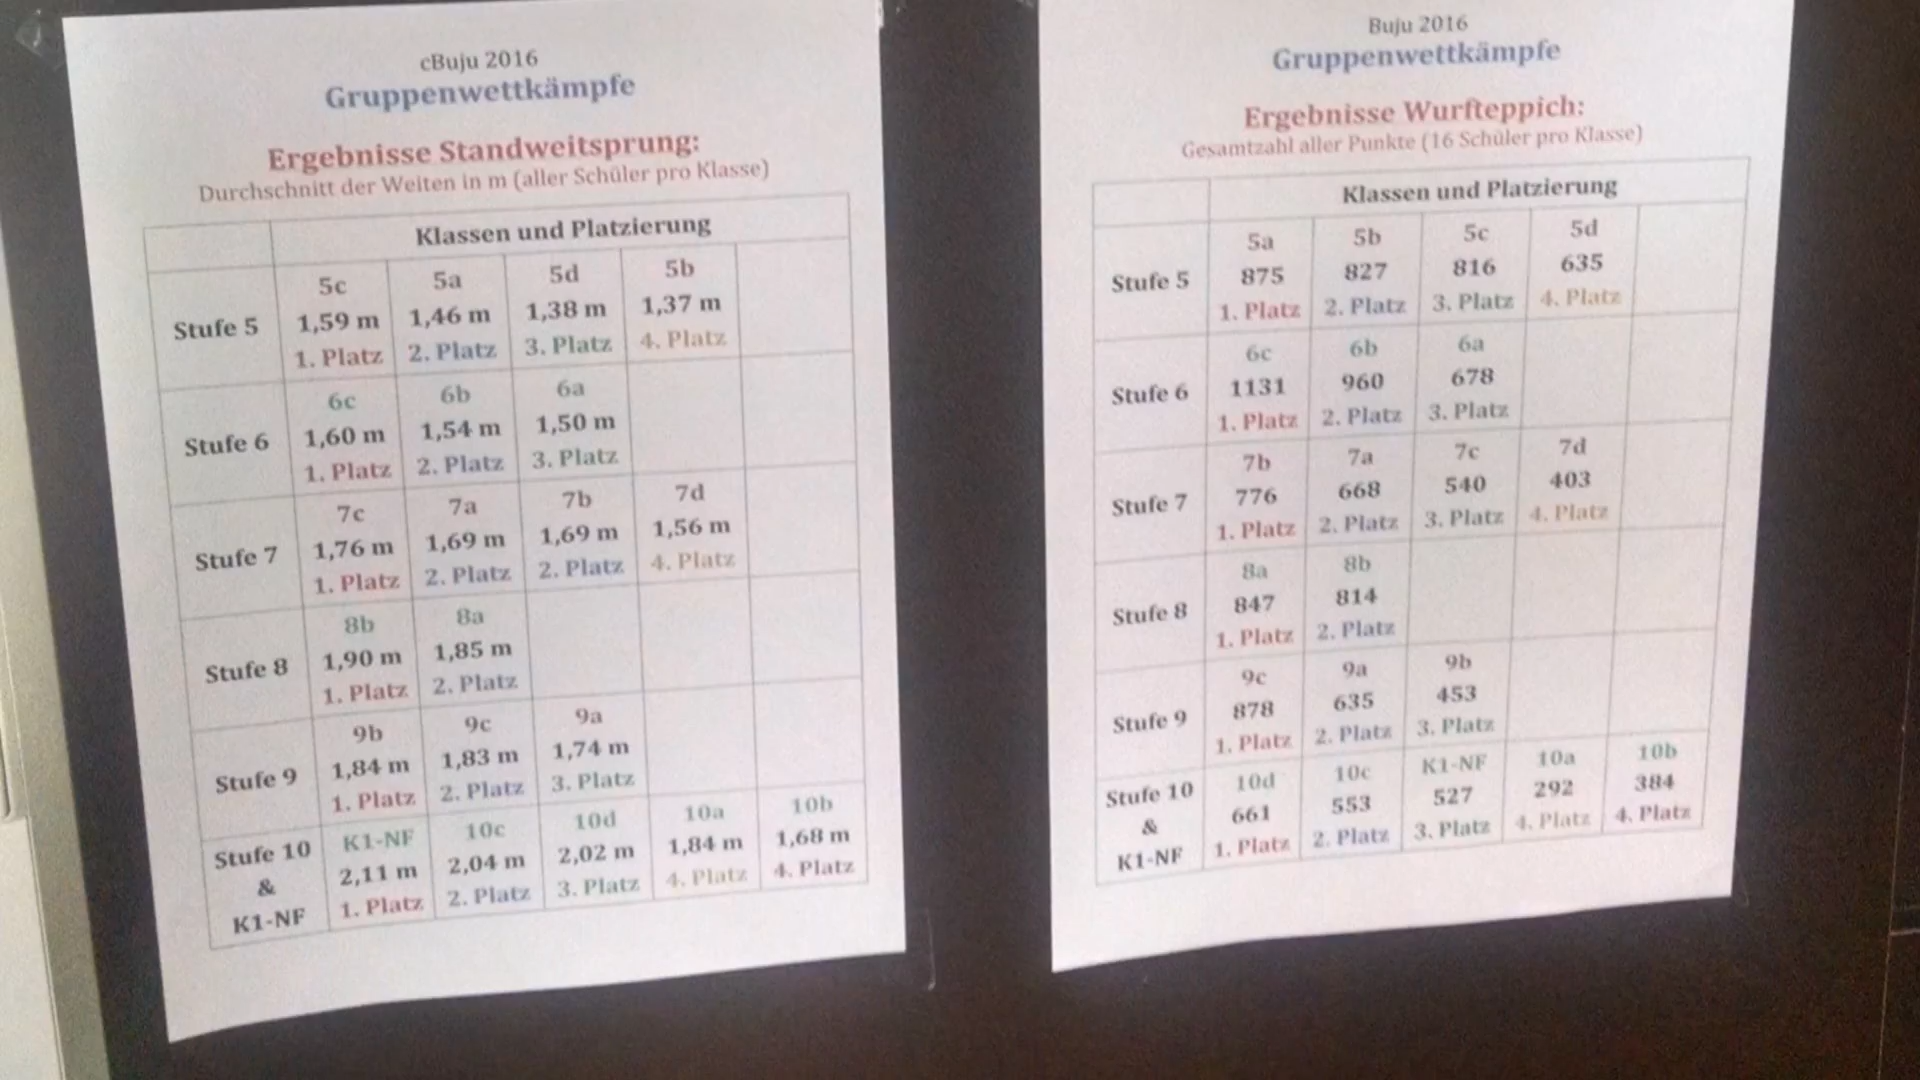 cBuju 2016
Gruppenwettkämpfe
Ergebnisse Standweitsprung:
Durchschnitt der Weiten in m (aller Schüler pro Klasse)
Klassen und Platzierung
Stufe 5
5c 5a 5d 5b
1,59 m 1,46 m 1,38 m 1,37 m
1. Platz 2. Platz 3. Platz 4. Platz
Stufe 6
6c 6b 6a
1,60 m 1,54 m 1,50 m
1. Platz 2. Platz 3. Platz
Stufe 7
7c 7a 7b 7d
1,76 m 1,69 m 1,69 m 1,56 m
1. Platz 2. Platz 2. Platz 4. Platz
Stufe 8
8b 8a
1,90 m 1,85 m
1. Platz 2. Platz
Stufe 9
9b 9c 9a
1,84 m 1,83 m 1,74 m
1. Platz 2. Platz 3. Platz
Stufe 10
&
K1-NF
K1-NF 10c 10d 10a 10b
2,11 m 2,04 m 2,02 m 1,84 m 1,68 m
1. Platz 2. Platz 3. Platz 4. Platz 4. Platz
Buju 2016
Gruppenwettkämpfe
Ergebnisse Wurfteppich:
Gesamtzahl aller Punkte (16 Schüler pro Klasse)
Klassen und Platzierung
Stufe 5
5a 5b 5c 5d
875 827 816 635
1. Platz 2. Platz 3. Platz 4. Platz
Stufe 6
6c 6b 6a
1131 960 678
1. Platz 2. Platz 3. Platz
Stufe 7
7b 7a 7c 7d
776 668 540 403
1. Platz 2. Platz 3. Platz 4. Platz
Stufe 8
8a 8b
847 814
1. Platz 2. Platz
Stufe 9
9c 9a 9b
878 635 453
1. Platz 2. Platz 3. Platz
Stufe 10
&
K1-NF
10d 10c K1-NF 10a 10b
661 553 527 292 384
1. Platz 2. Platz 3. Platz 4. Platz 4. Platz